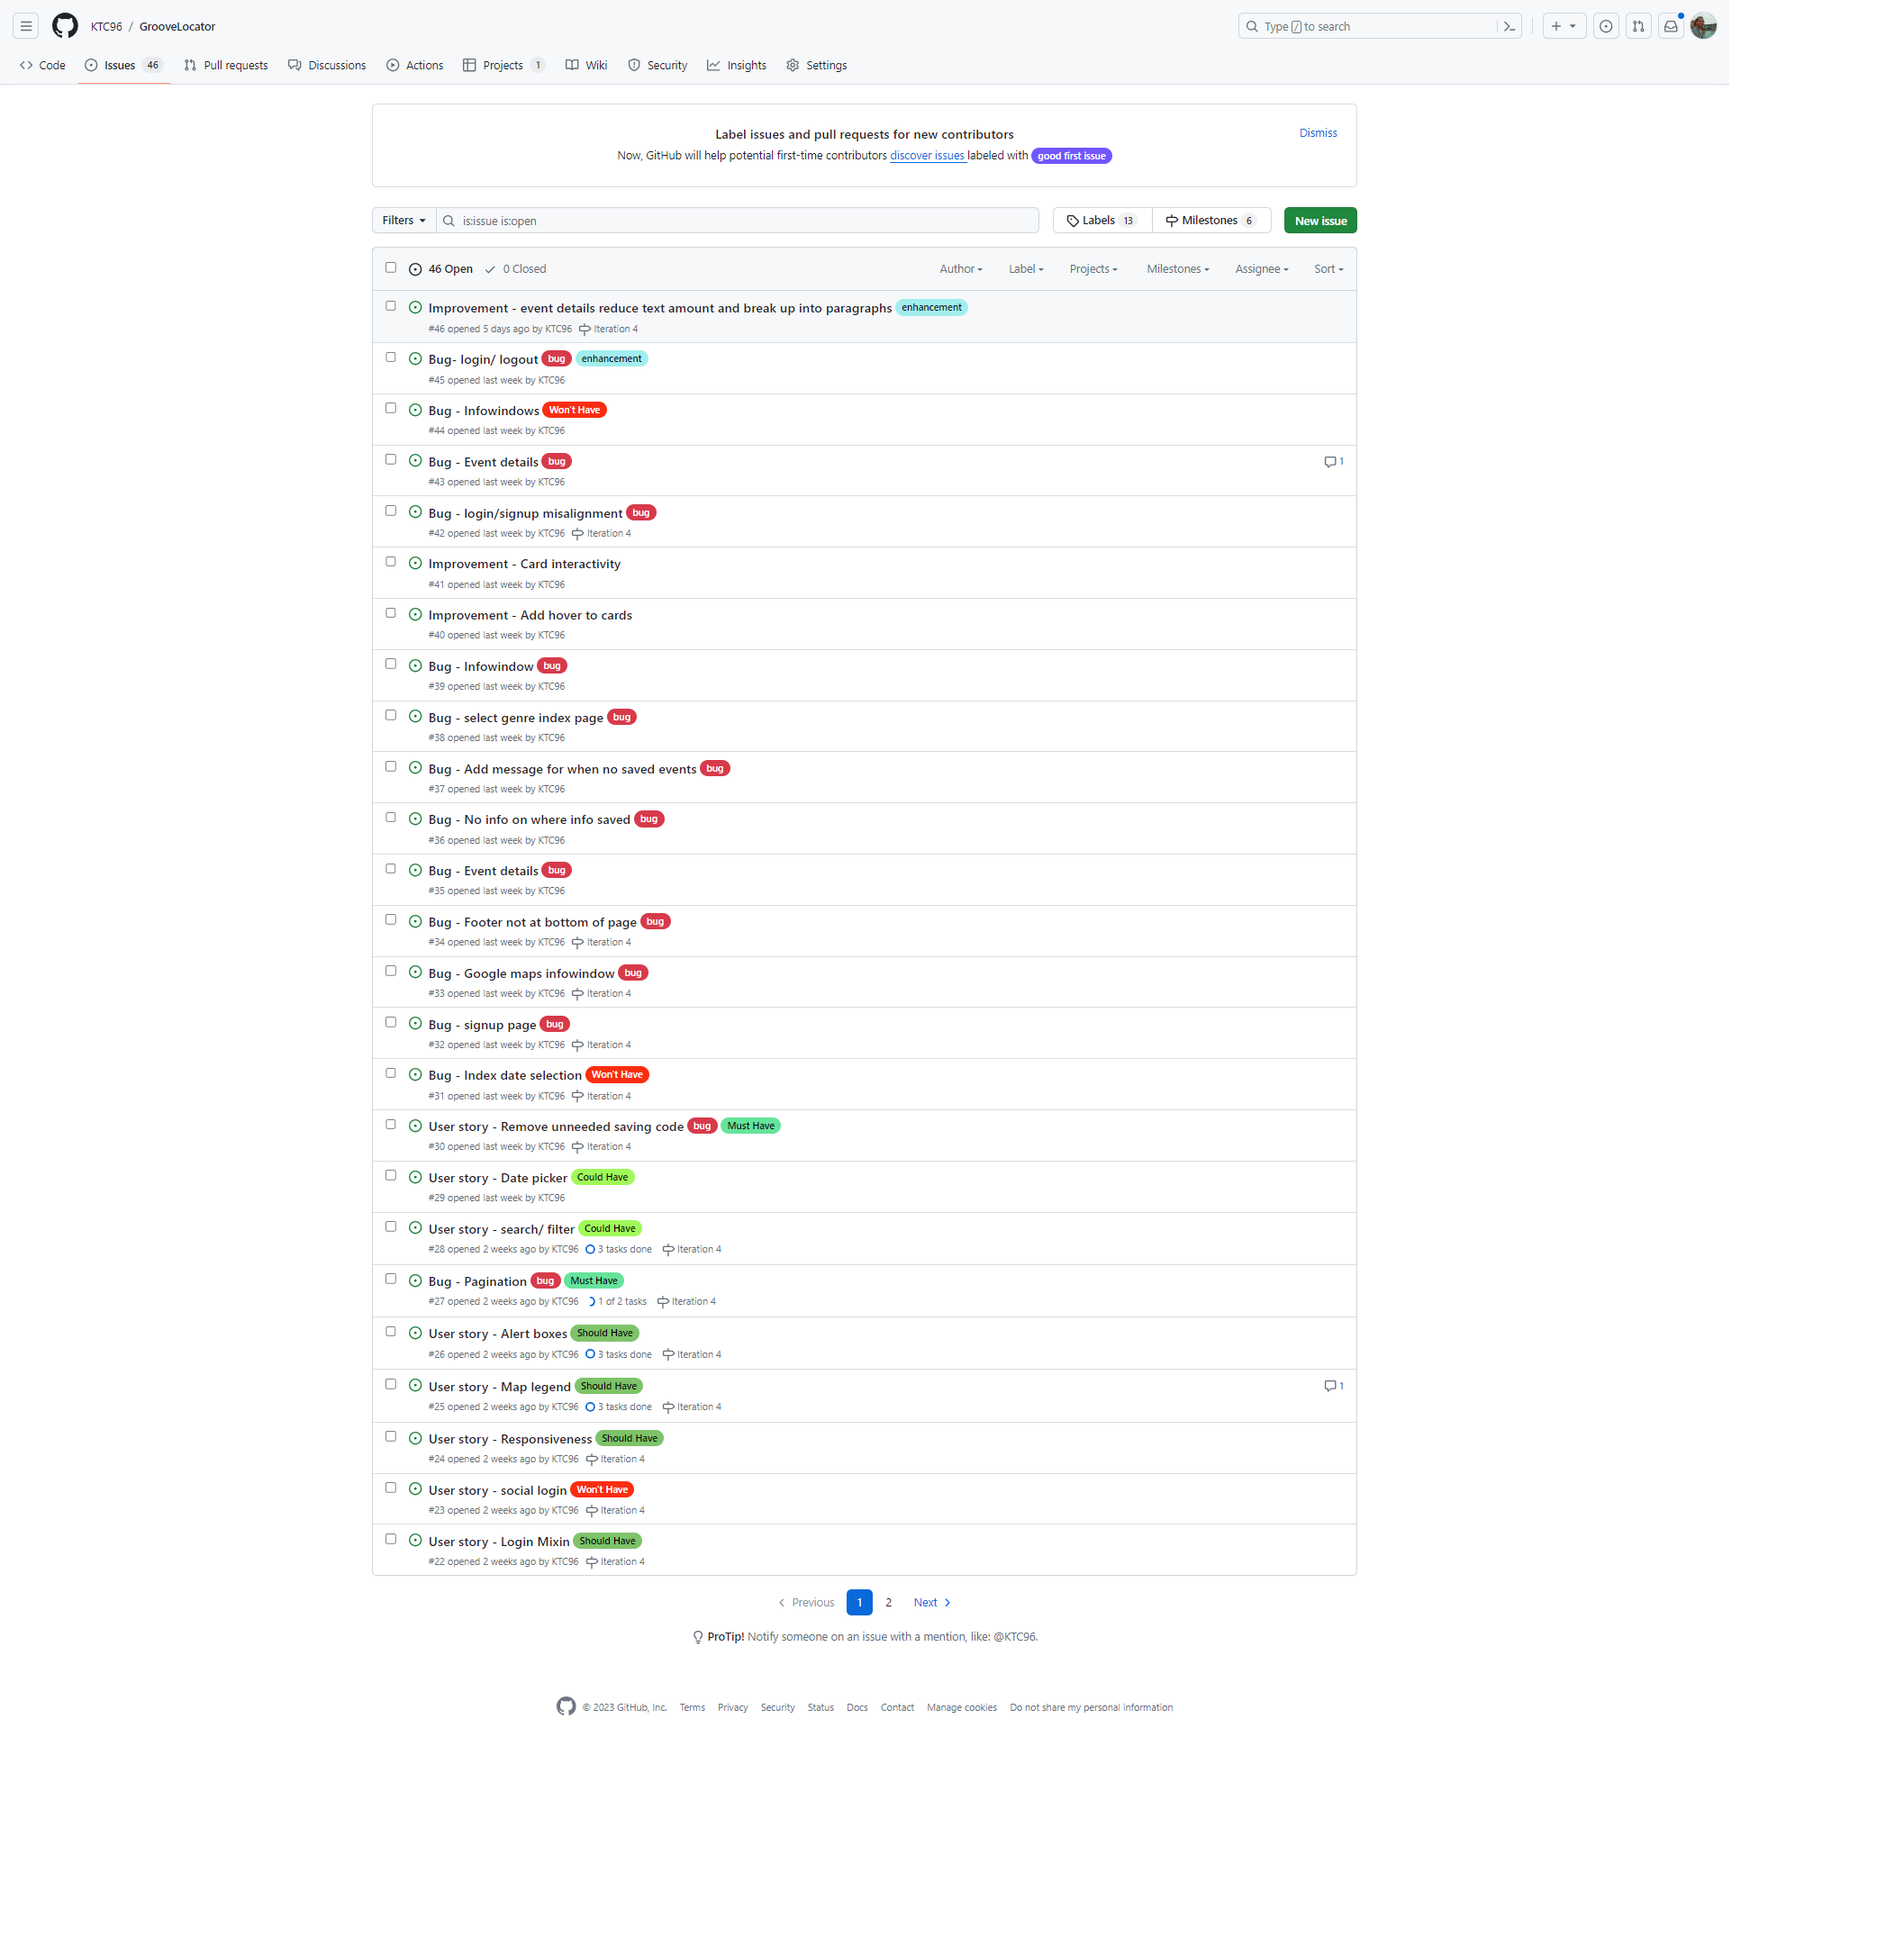 KTC96 / GrooveLocator
Type / to search
Code
Issues 46
Pull requests
Discussions
Actions
Projects 1
Wiki
Security
Insights
Settings
Label issues and pull requests for new contributors
Dismiss
Now, GitHub will help potential first-time contributors discover issues labeled with good first issue
Filters
is:issue is:open
Labels 13
Milestones 6
New issue
46 Open
0 Closed
Author
Label
Projects
Milestones
Assignee
Sort
Improvement - event details reduce text amount and break up into paragraphs enhancement
#46 opened 5 days ago by KTC96 Iteration 4
Bug- login/ logout bug enhancement
#45 opened last week by KTC96
Bug - Infowindows Won't Have
#44 opened last week by KTC96
Bug - Event details bug 1
#43 opened last week by KTC96
Bug - login/signup misalignment bug
#42 opened last week by KTC96 Iteration 4
Improvement - Card interactivity
#41 opened last week by KTC96
Improvement - Add hover to cards
#40 opened last week by KTC96
Bug - Infowindow bug
#39 opened last week by KTC96
Bug - select genre index page bug
#38 opened last week by KTC96
Bug - Add message for when no saved events bug
#37 opened last week by KTC96
Bug - No info on where info saved bug
#36 opened last week by KTC96
Bug - Event details bug
#35 opened last week by KTC96
Bug - Footer not at bottom of page bug
#34 opened last week by KTC96 Iteration 4
Bug - Google maps infowindow bug
#33 opened last week by KTC96 Iteration 4
Bug - signup page bug
#32 opened last week by KTC96 Iteration 4
Bug - Index date selection Won't Have
#31 opened last week by KTC96 Iteration 4
User story - Remove unneeded saving code bug Must Have
#30 opened last week by KTC96 Iteration 4
User story - Date picker Could Have
#29 opened last week by KTC96
User story - search/ filter Could Have
#28 opened 2 weeks ago by KTC96 3 tasks done Iteration 4
Bug - Pagination bug Must Have
#27 opened 2 weeks ago by KTC96 1 of 2 tasks Iteration 4
User story - Alert boxes Should Have
#26 opened 2 weeks ago by KTC96 3 tasks done Iteration 4
User story - Map legend Should Have 1
#25 opened 2 weeks ago by KTC96 3 tasks done Iteration 4
User story - Responsiveness Should Have
#24 opened 2 weeks ago by KTC96 Iteration 4
User story - social login Won't Have
#23 opened 2 weeks ago by KTC96 Iteration 4
User story - Login Mixin Should Have
#22 opened 2 weeks ago by KTC96 Iteration 4
Previous 1 2 Next
ProTip! Notify someone on an issue with a mention, like: @KTC96.
© 2023 GitHub, Inc. Terms Privacy Security Status Docs Contact Manage cookies Do not share my personal information